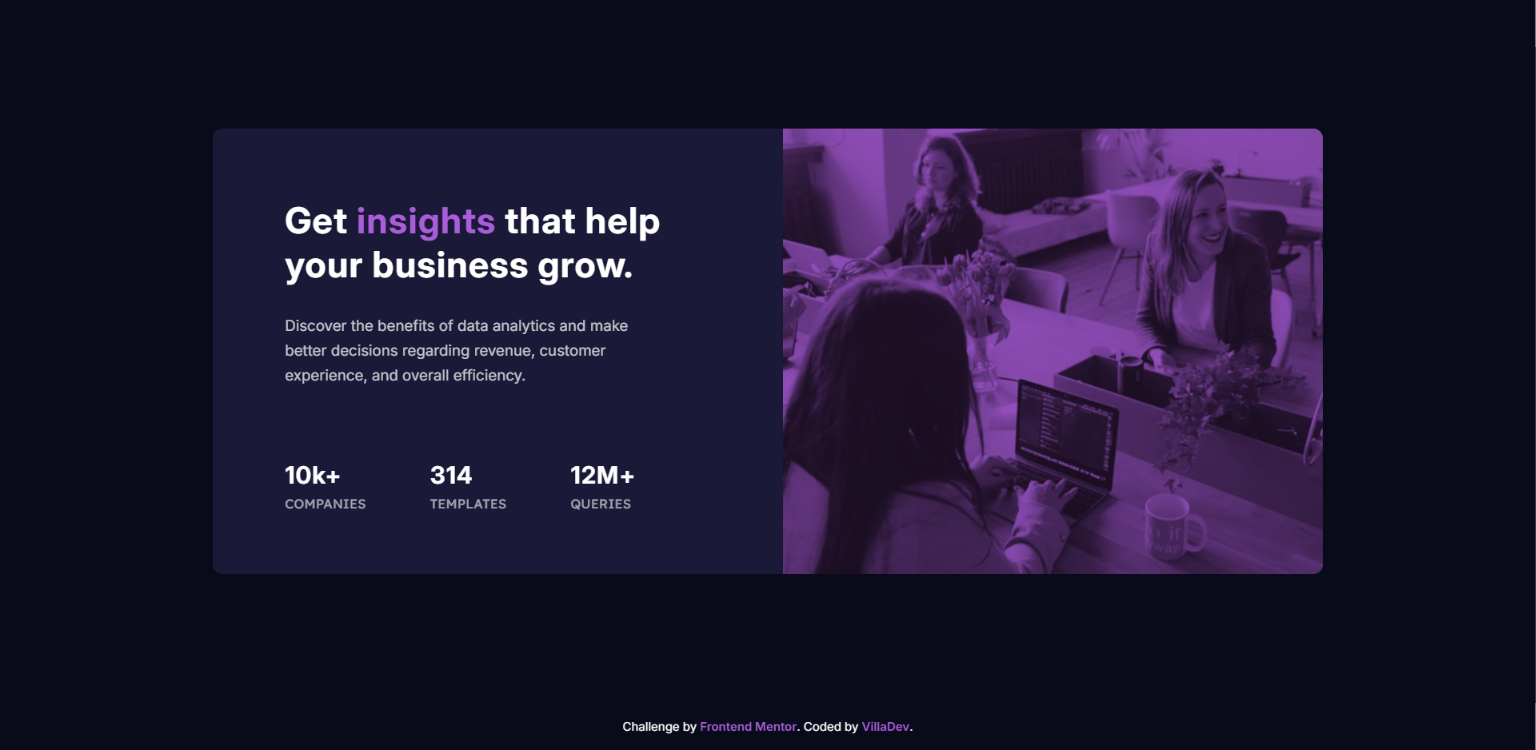 Get insights that help
your business grow.
Discover the benefits of data analytics and make
better decisions regarding revenue, customer
experience, and overall efficiency.
10k+
COMPANIES
314
TEMPLATES
12M+
QUERIES
Challenge by Frontend Mentor. Coded by VillaDev.